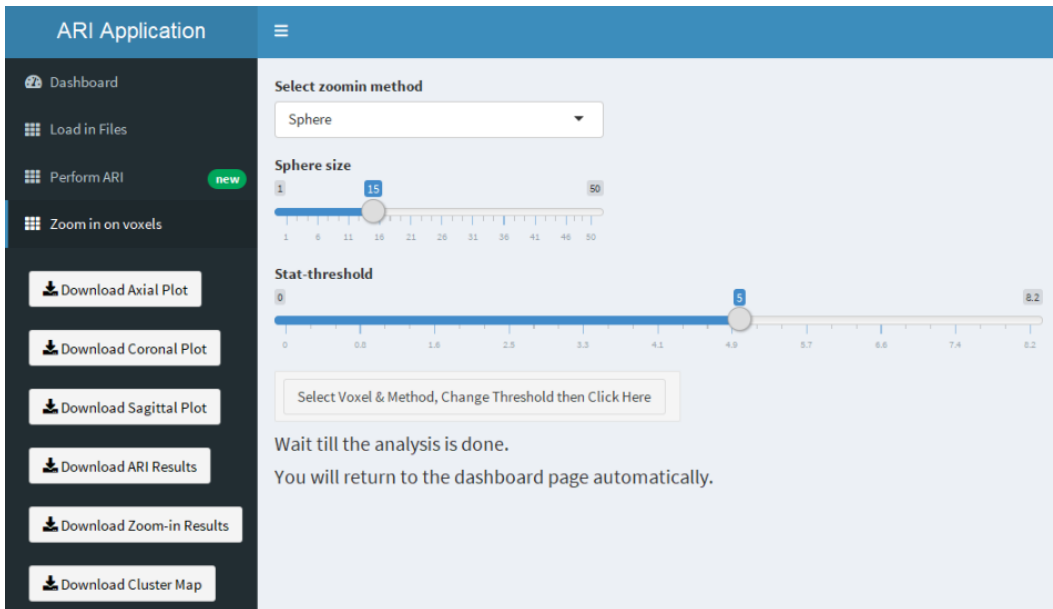 ARI Application
Dashboard
Load in Files
Perform ARI new
Zoom in on voxels
Download Axial Plot
Download Coronal Plot
Download Sagittal Plot
Download ARI Results
Download Zoom-in Results
Download Cluster Map
Select zoomin method
Sphere
Sphere size
1 15 50
1 6 11 16 21 26 31 36 41 46 50
Stat-threshold
0 5 8.2
0 0.8 1.6 2.5 3.3 4.1 4.9 5.7 6.6 7.4 8.2
Select Voxel & Method, Change Threshold then Click Here
Wait till the analysis is done.
You will return to the dashboard page automatically.